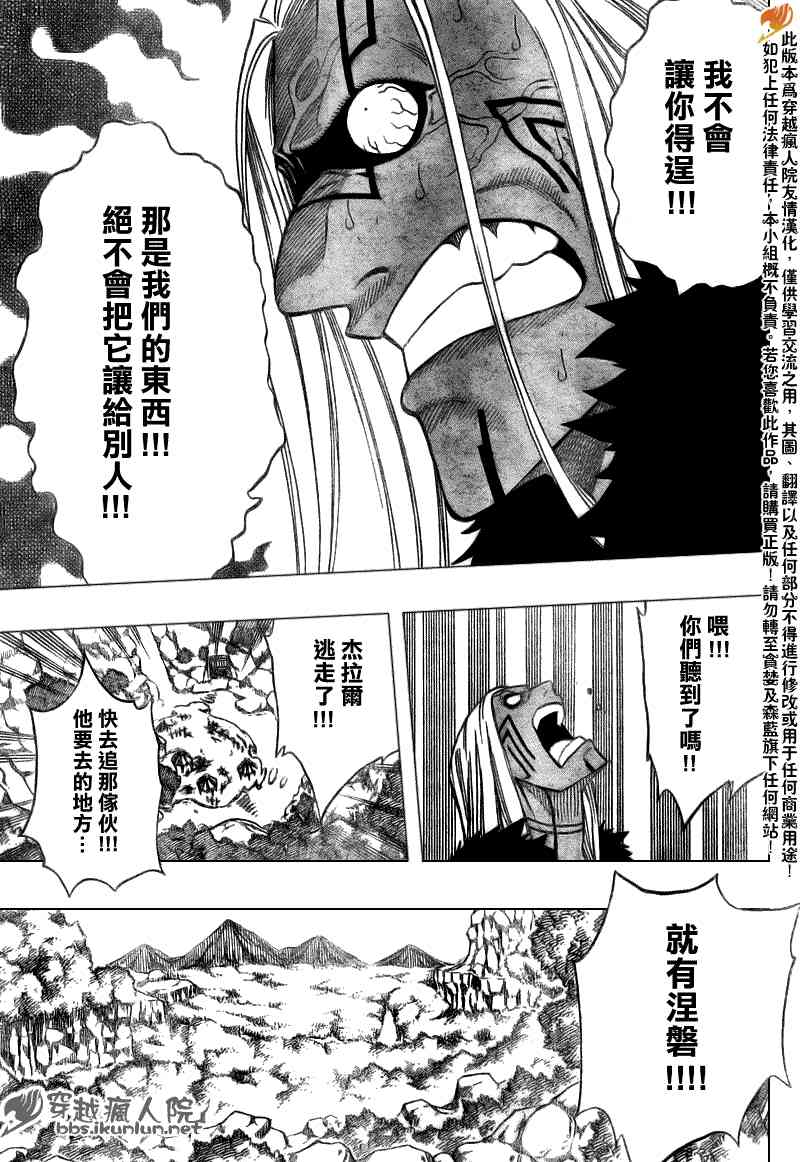 我不會
讓你得逞!!!
那是我們的東西!!!
絕不會把它讓給別人!!!
喂!!!
你們聽到了嗎!!
杰拉爾
逃走了!!!
快去追那傢伙!!!
他要去的地方…
就有涅磐!!!!
此版本爲穿越瘋人院友情漢化，僅供學習交流之用，其圖、翻譯以及任何部分不得進行修改或用于任何商業用途！
如犯上任何法律責任，本小組概不負責。若您喜歡此作品，請購買正版！請勿轉至貪婪及森藍旗下任何網站！
穿越瘋人院
bbs.ikunlun.net